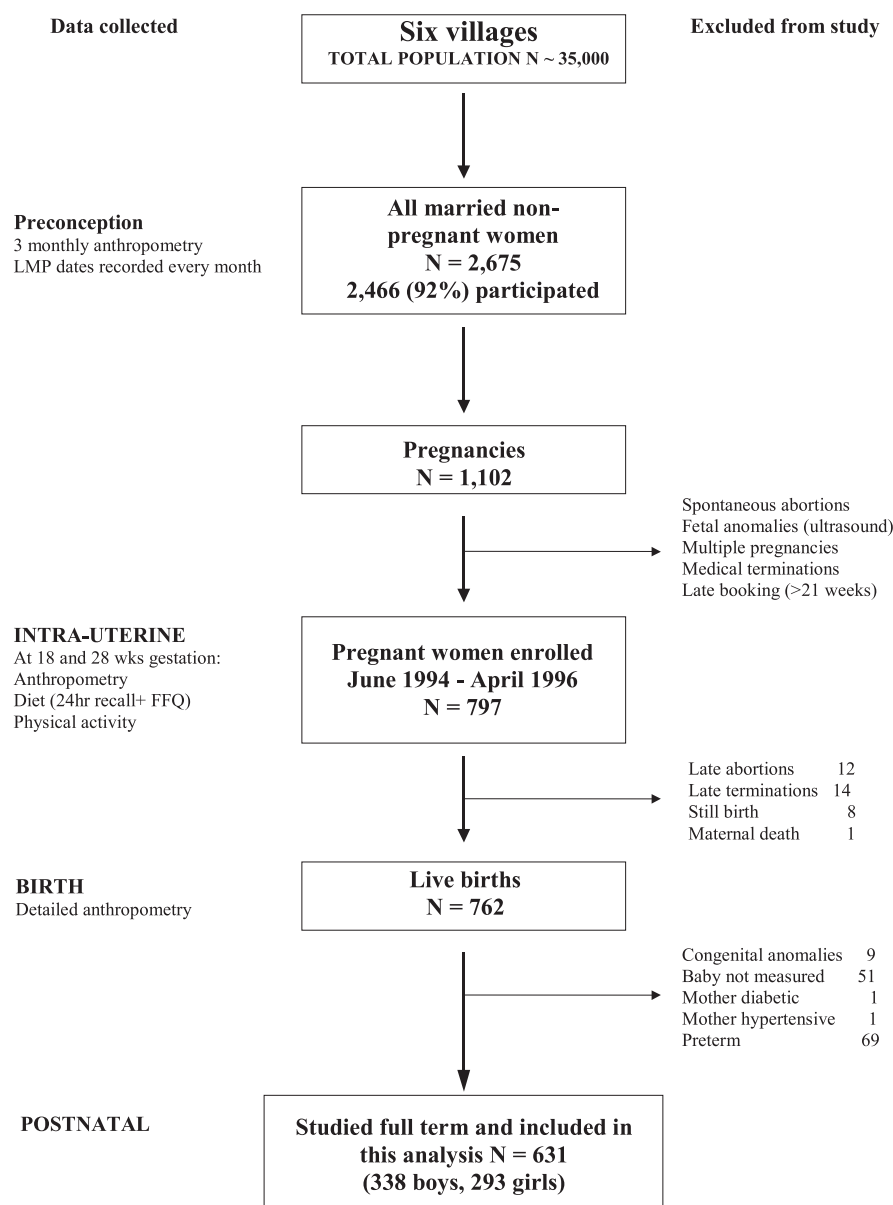 Data collected
Six villages
TOTAL POPULATION N ~ 35,000
Excluded from study
Preconception
3 monthly anthropometry
LMP dates recorded every month
All married non-
pregnant women
N = 2,675
2,466 (92%) participated
Pregnancies
N = 1,102
Spontaneous abortions
Fetal anomalies (ultrasound)
Multiple pregnancies
Medical terminations
Late booking (>21 weeks)
INTRA-UTERINE
At 18 and 28 wks gestation:
Anthropometry
Diet (24hr recall+ FFQ)
Physical activity
Pregnant women enrolled
June 1994 - April 1996
N = 797
Late abortions 12
Late terminations 14
Still birth 8
Maternal death 1
BIRTH
Detailed anthropometry
Live births
N = 762
Congenital anomalies 9
Baby not measured 51
Mother diabetic 1
Mother hypertensive 1
Preterm 69
POSTNATAL
Studied full term and included in
this analysis N = 631
(338 boys, 293 girls)